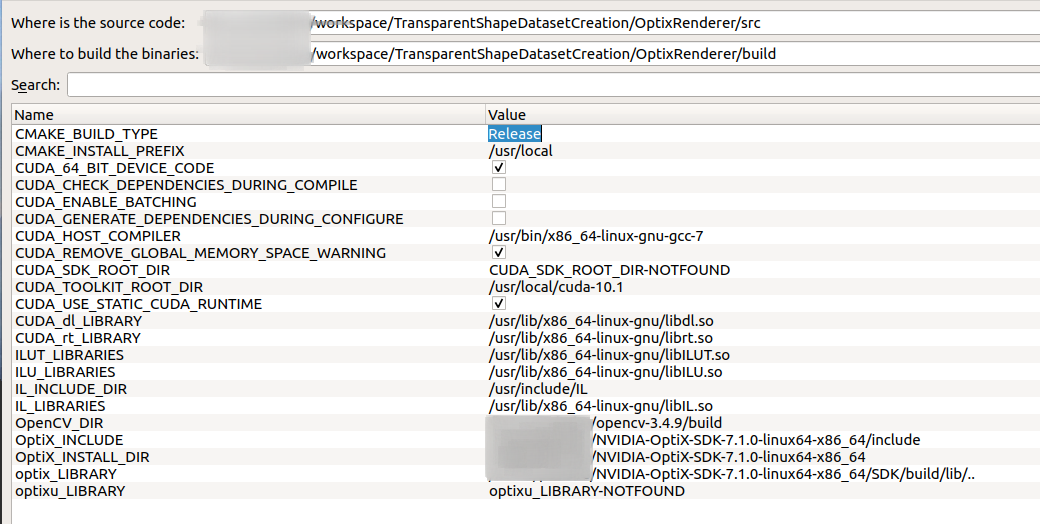 Where is the source code: /workspace/TransparentShapeDatasetCreation/OptixRenderer/src
Where to build the binaries: /workspace/TransparentShapeDatasetCreation/OptixRenderer/build
Search:
Name Value
CMAKE_BUILD_TYPE Release
CMAKE_INSTALL_PREFIX /usr/local
CUDA_64_BIT_DEVICE_CODE
CUDA_CHECK_DEPENDENCIES_DURING_COMPILE
CUDA_ENABLE_BATCHING
CUDA_GENERATE_DEPENDENCIES_DURING_CONFIGURE
CUDA_HOST_COMPILER /usr/bin/x86_64-linux-gnu-gcc-7
CUDA_REMOVE_GLOBAL_MEMORY_SPACE_WARNING
CUDA_SDK_ROOT_DIR CUDA_SDK_ROOT_DIR-NOTFOUND
CUDA_TOOLKIT_ROOT_DIR /usr/local/cuda-10.1
CUDA_USE_STATIC_CUDA_RUNTIME
CUDA_dl_LIBRARY /usr/lib/x86_64-linux-gnu/libdl.so
CUDA_rt_LIBRARY /usr/lib/x86_64-linux-gnu/librt.so
ILUT_LIBRARIES /usr/lib/x86_64-linux-gnu/libILUT.so
ILU_LIBRARIES /usr/lib/x86_64-linux-gnu/libILU.so
IL_INCLUDE_DIR /usr/include/IL
IL_LIBRARIES /usr/lib/x86_64-linux-gnu/libIL.so
OpenCV_DIR /opencv-3.4.9/build
OptiX_INCLUDE /NVIDIA-OptiX-SDK-7.1.0-linux64-x86_64/include
OptiX_INSTALL_DIR /NVIDIA-OptiX-SDK-7.1.0-linux64-x86_64
optix_LIBRARY /NVIDIA-OptiX-SDK-7.1.0-linux64-x86_64/SDK/build/lib/..
optixu_LIBRARY optixu_LIBRARY-NOTFOUND